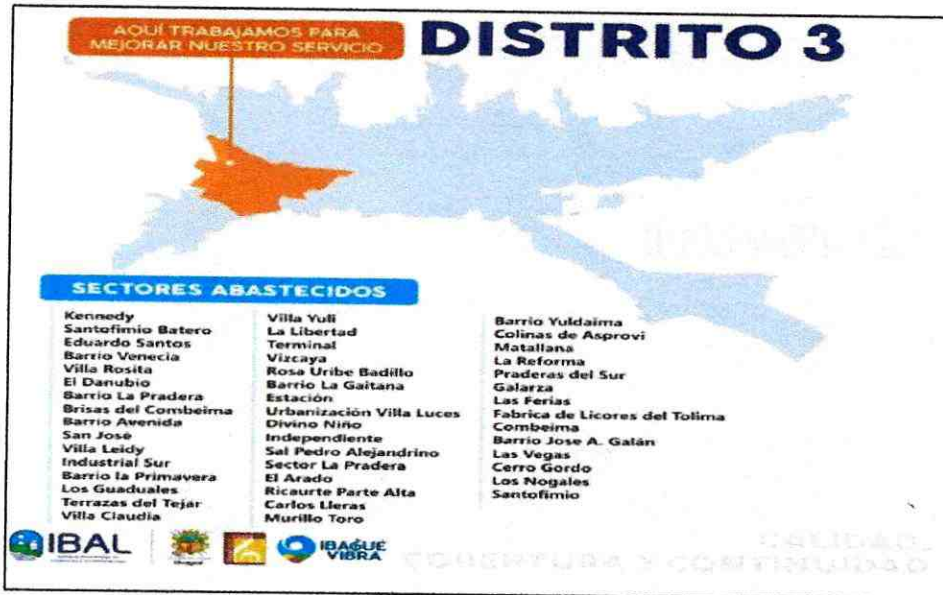 AQUÍ TRABAJAMOS PARA
MEJORAR NUESTRO SERVICIO
DISTRITO 3
SECTORES ABASTECIDOS
Kennedy
Santofimio Batero
Eduardo Santos
Barrio Venecia
Villa Rosita
El Danubio
Barrio La Pradera
Brisas del Combeima
Barrio Avenida
San José
Villa Leidy
Industrial Sur
Barrio la Primavera
Los Guaduales
Terrazas del Tejar
Villa Claudia
Villa Yuli
La Libertad
Terminal
Vizcaya
Rosa Uribe Badillo
Barrio La Gaitana
Estación
Urbanización Villa Luces
Divino Niño
Independiente
Sal Pedro Alejandrino
Sector La Pradera
El Arado
Ricaurte Parte Alta
Carlos Lleras
Murillo Toro
Barrio Yuldaima
Colinas de Asprovi
Matallana
La Reforma
Praderas del Sur
Galarza
Las Ferias
Fabrica de Licores del Tolima
Combeima
Barrio Jose A. Galán
Las Vegas
Cerro Gordo
Los Nogales
Santofimio
IBAL
IBAGUÉ
VIBRA
CALIDAD,
COBERTURA Y CONTINUIDAD